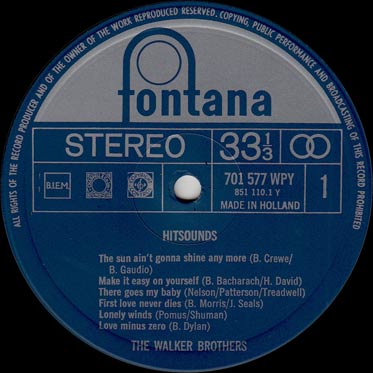 ALL RIGHTS OF THE RECORD PRODUCER AND OF THE OWNER OF THE WORK REPRODUCED RESERVED. COPYING, PUBLIC PERFORMANCE AND BROADCASTING OF THIS RECORD PROHIBITED
fontana
STEREO 33 1/3
B.I.E.M.
701 577 WPY
851 110.1 Y
MADE IN HOLLAND
1
HITSOUNDS
The sun ain't gonna shine any more (B. Crewe/
B. Gaudio)
Make it easy on yourself (B. Bacharach/H. David)
There goes my baby (Nelson/Patterson/Treadwell)
First love never dies (B. Morris/J. Seals)
Lonely winds (Pomus/Shuman)
Love minus zero (B. Dylan)
THE WALKER BROTHERS